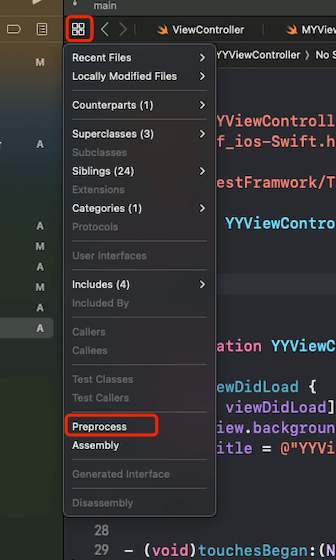 main
ViewController
MYView
M
YYViewController
No S
Recent Files
Locally Modified Files
Counterparts (1)
Superclasses (3)
Subclasses
Siblings (24)
Extensions
Categories (1)
Protocols
User Interfaces
Includes (4)
Included By
Callers
Callees
Test Classes
Test Callers
Preprocess
Assembly
Generated Interface
Disassembly
A
A
M
A
M
A
A
YYViewControll
f_ios-Swift.h
estFramwork/T
YYViewContro
ation YYViewC
ewDidLoad {
viewDidLoad]
iew.backgroun
itle = @"YYVi
28
29 - (void)touchesBegan:(N